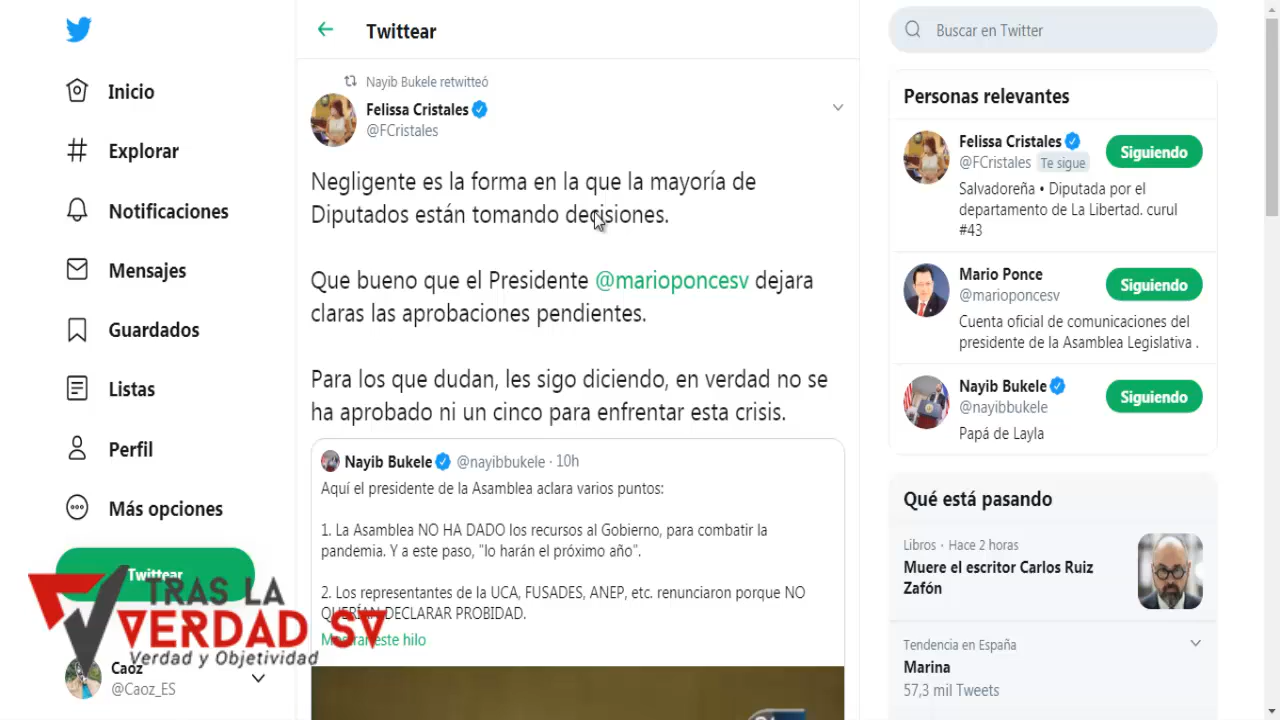 Inicio
Explorar
Notificaciones
Mensajes
Guardados
Listas
Perfil
Más opciones
Twittear
TRAS LA
VERDAD SV
Verdad y Objetividad
Caoz
@Caoz_ES
Twittear
Nayib Bukele retwitteó
Felissa Cristales
@FCristales
Negligente es la forma en la que la mayoría de
Diputados están tomando decisiones.
Que bueno que el Presidente @marioponcesv dejara
claras las aprobaciones pendientes.
Para los que dudan, les sigo diciendo, en verdad no se
ha aprobado ni un cinco para enfrentar esta crisis.
Nayib Bukele @nayibbukele · 10h
Aquí el presidente de la Asamblea aclara varios puntos:
1. La Asamblea NO HA DADO los recursos al Gobierno, para combatir la
pandemia. Y a este paso, "lo harán el próximo año".
2. Los representantes de la UCA, FUSADES, ANEP, etc. renunciaron porque NO
QUERÍAN DECLARAR PROBIDAD.
Mostrar este hilo
Buscar en Twitter
Personas relevantes
Felissa Cristales
@FCristales Te sigue
Siguiendo
Salvadoreña • Diputada por el
departamento de La Libertad. curul
#43
Mario Ponce
@marioponcesv
Siguiendo
Cuenta oficial de comunicaciones del
presidente de la Asamblea Legislativa .
Nayib Bukele
@nayibbukele
Siguiendo
Papá de Layla
Qué está pasando
Libros · Hace 2 horas
Muere el escritor Carlos Ruiz
Zafón
Tendencia en España
Marina
57,3 mil Tweets